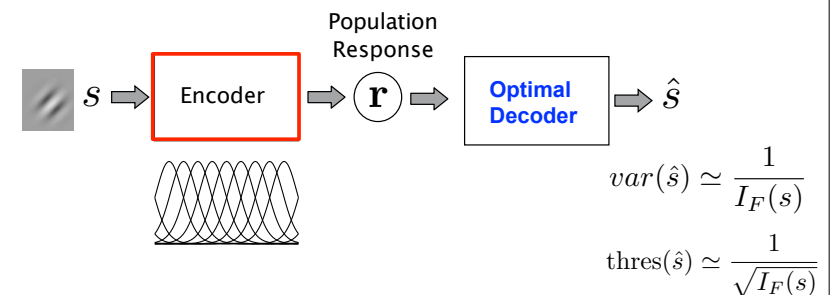 Population
Response
s
Encoder
r
Optimal
Decoder
ŝ
var(ŝ) ≃ 1 / I_F(s)
thres(ŝ) ≃ 1 / √I_F(s)